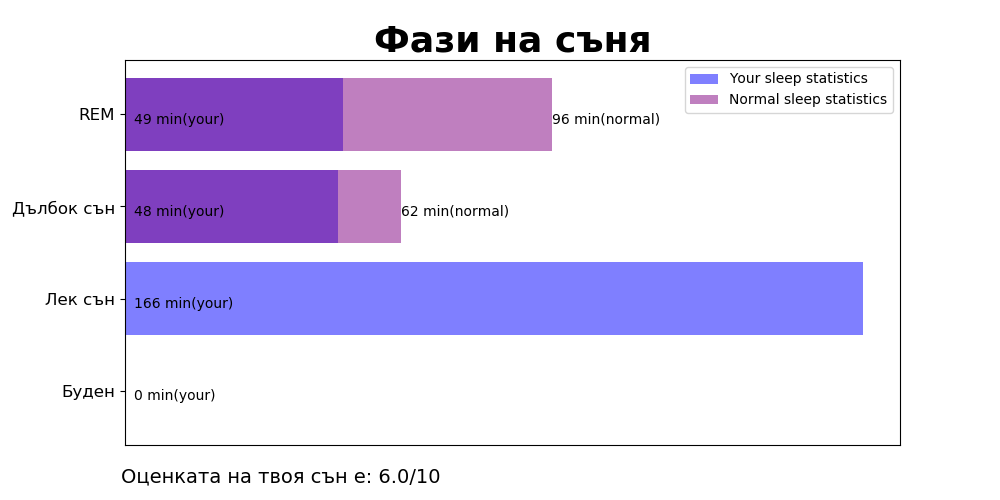 Фази на съня
Your sleep statistics
Normal sleep statistics
REM
49 min(your)
96 min(normal)
Дълбок сън
48 min(your)
62 min(normal)
Лек сън
166 min(your)
Буден
0 min(your)
Оценката на твоя сън е: 6.0/10